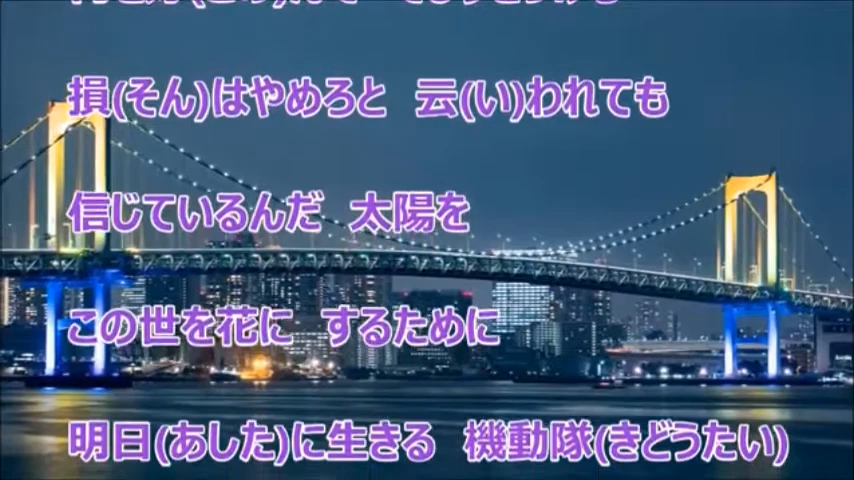 損(そん)はやめろと　云(い)われても
信じているんだ　太陽を
この世を花に　するために
明日(あした)に生きる　機動隊(きどうたい)